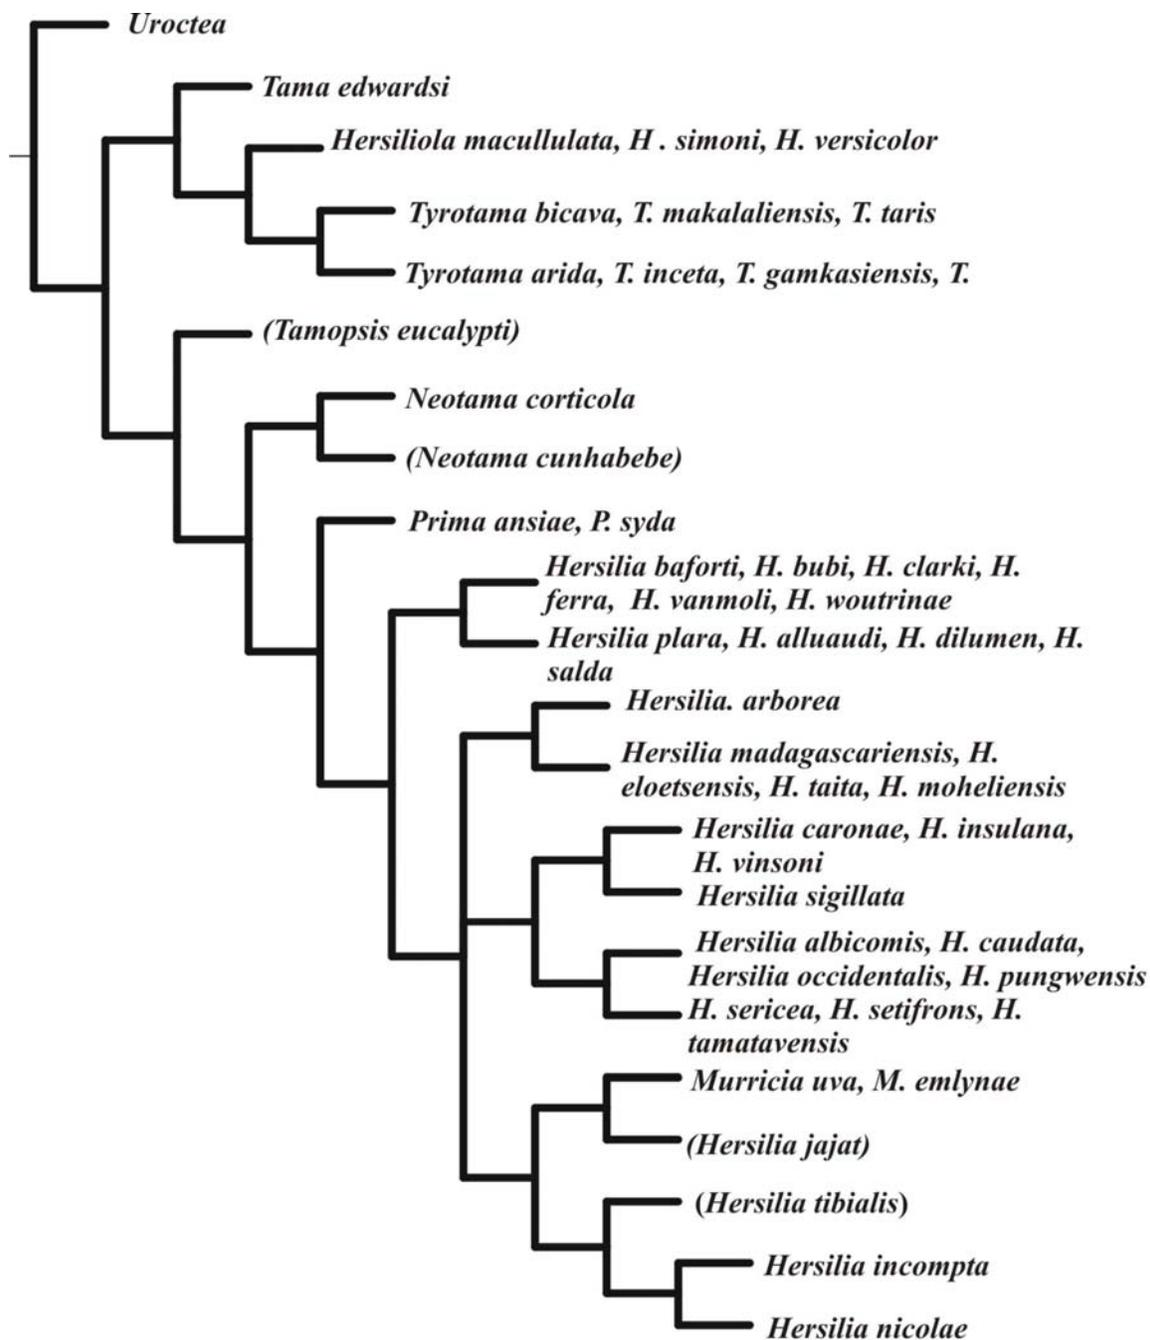 Uroctea
Tama edwardsi
Hersiliola macullulata, H . simoni, H. versicolor
Tyrotama bicava, T. makalaliensis, T. taris
Tyrotama arida, T. inceta, T. gamkasiensis, T.
(Tamopsis eucalypti)
Neotama corticola
(Neotama cunhabebe)
Prima ansiae, P. syda
Hersilia baforti, H. bubi, H. clarki, H.
ferra, H. vanmoli, H. woutrinae
Hersilia plara, H. alluaudi, H. dilumen, H.
salda
Hersilia. arborea
Hersilia madagascariensis, H.
eloetsensis, H. taita, H. moheliensis
Hersilia caronae, H. insulana,
H. vinsoni
Hersilia sigillata
Hersilia albicomis, H. caudata,
Hersilia occidentalis, H. pungwensis
H. sericea, H. setifrons, H.
tamatavensis
Murricia uva, M. emlynae
(Hersilia jajat)
(Hersilia tibialis)
Hersilia incompta
Hersilia nicolae